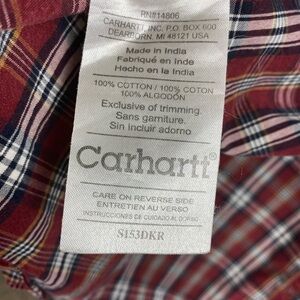 RN#14806
CARHARTT, INC. P.O. BOX 600
DEARBORN, MI 48121 USA
Made in India
Fabriqué en Inde
Hecho en la India
100% COTTON / 100% COTON
100% ALGODÓN
Exclusive of trimming.
Sans garniture.
Sin incluir adorno
Carhartt
CARE ON REVERSE SIDE
ENTRETIEN AU VERSO
INSTRUCCIONES DE CUIDADO AL DORSO
S153DKR